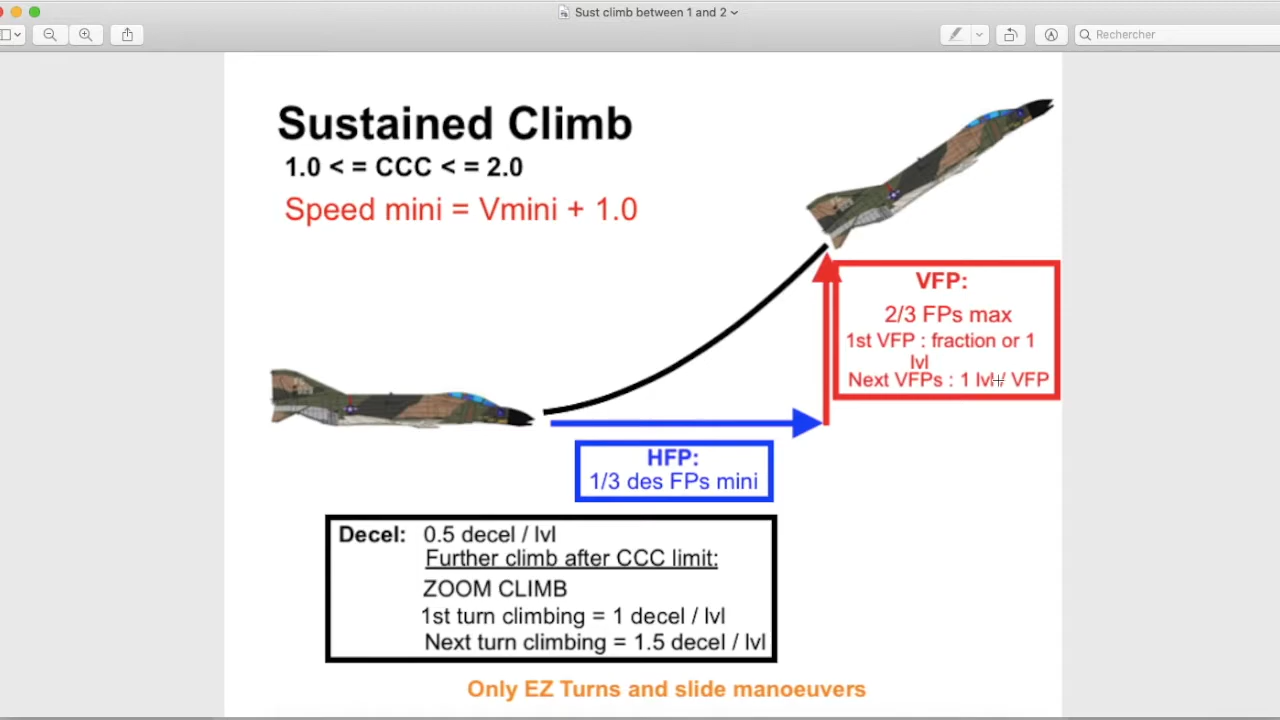 Sust climb between 1 and 2
Rechercher
Sustained Climb
1.0 < = CCC < = 2.0
Speed mini = Vmini + 1.0
VFP:
2/3 FPs max
1st VFP : fraction or 1
lvl
Next VFPs : 1 lvl / VFP
HFP:
1/3 des FPs mini
Decel: 0.5 decel / lvl
Further climb after CCC limit:
ZOOM CLIMB
1st turn climbing = 1 decel / lvl
Next turn climbing = 1.5 decel / lvl
Only EZ Turns and slide manoeuvers